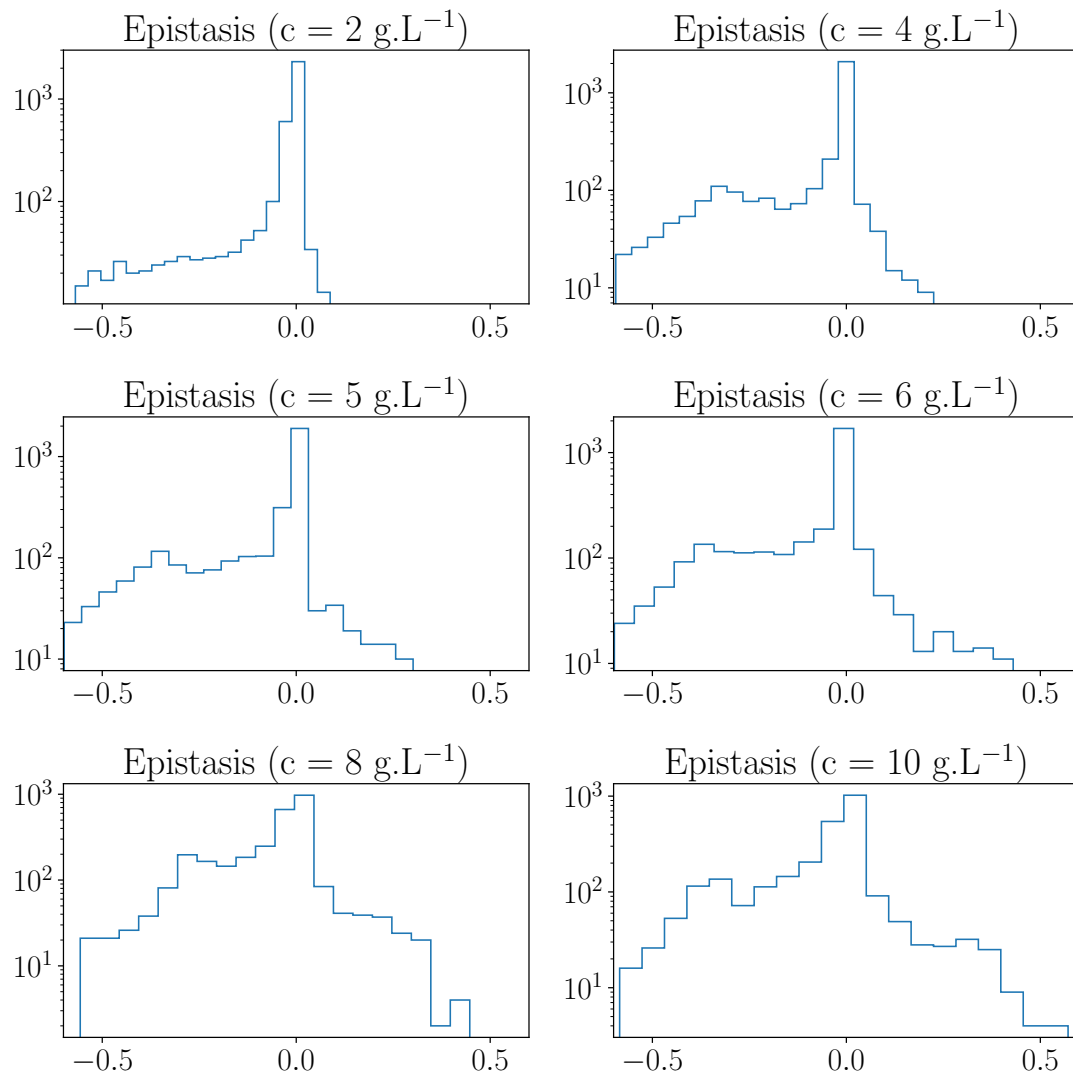 Epistasis (c = 2 g.L⁻¹)
10³
10²
−0.5 0.0 0.5
Epistasis (c = 4 g.L⁻¹)
10³
10²
10¹
−0.5 0.0 0.5
Epistasis (c = 5 g.L⁻¹)
10³
10²
10¹
−0.5 0.0 0.5
Epistasis (c = 6 g.L⁻¹)
10³
10²
10¹
−0.5 0.0 0.5
Epistasis (c = 8 g.L⁻¹)
10³
10²
10¹
−0.5 0.0 0.5
Epistasis (c = 10 g.L⁻¹)
10³
10²
10¹
−0.5 0.0 0.5